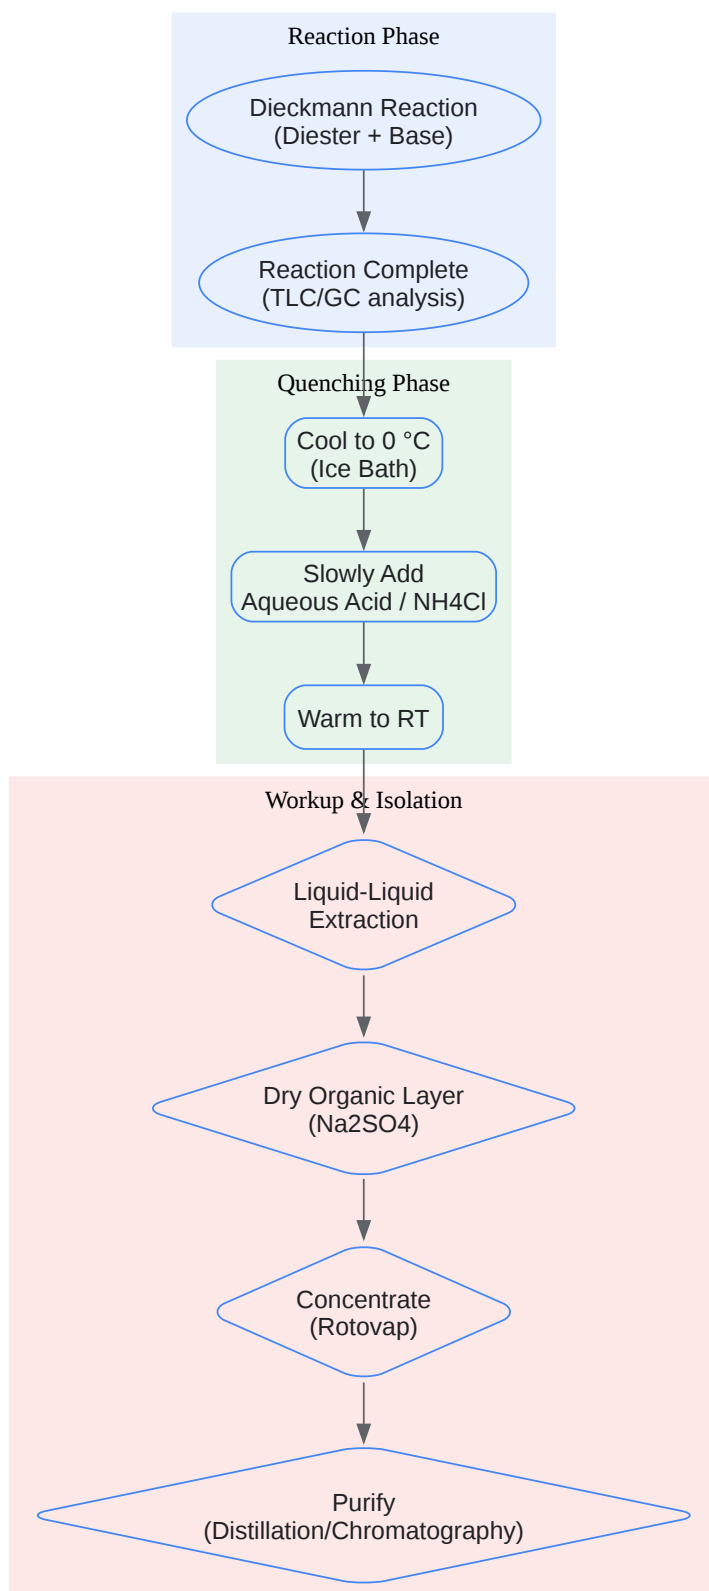 Reaction Phase
Dieckmann Reaction
(Diester + Base)
Reaction Complete
(TLC/GC analysis)
Quenching Phase
Cool to 0 °C
(Ice Bath)
Slowly Add
Aqueous Acid / NH4Cl
Warm to RT
Workup & Isolation
Liquid-Liquid
Extraction
Dry Organic Layer
(Na2SO4)
Concentrate
(Rotovap)
Purify
(Distillation/Chromatography)